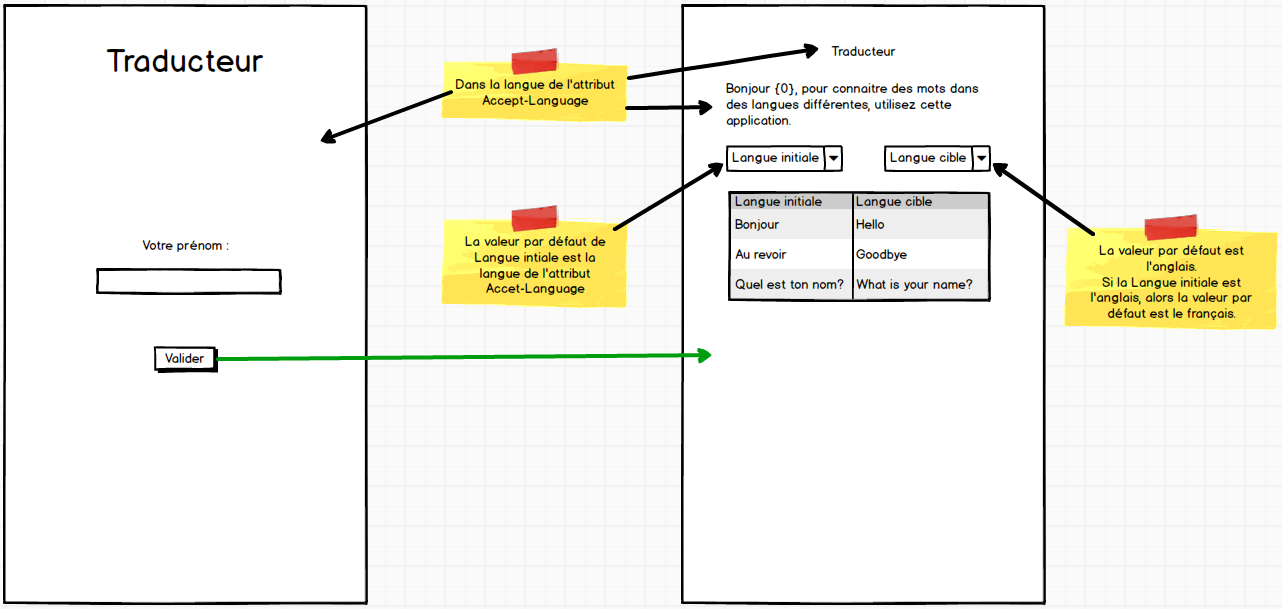 Traducteur
Votre prénom :
Valider
Dans la langue de l'attribut
Accept-Language
La valeur par défaut de
Langue intiale est la
langue de l'attribut
Accet-Language
Traducteur
Bonjour {0}, pour connaitre des mots dans
des langues différentes, utilisez cette
application.
Langue initiale Langue cible
Langue initiale Langue cible
Bonjour Hello
Au revoir Goodbye
Quel est ton nom? What is your name?
La valeur par défaut est
l'anglais.
Si la Langue initiale est
l'anglais, alors la valeur par
défaut est le français.